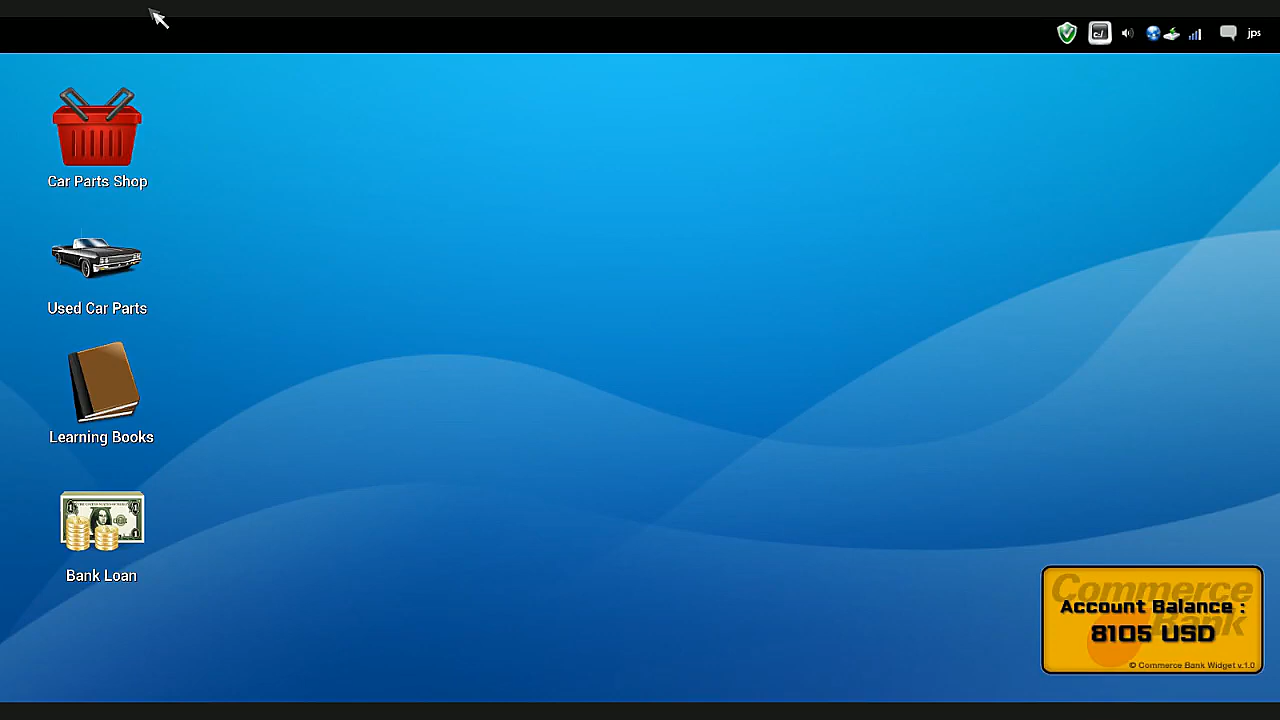 c:/
jps
Car Parts Shop
Used Car Parts
Learning Books
Bank Loan
Commerce
Bank
Account Balance :
8105 USD
© Commerce Bank Widget v.1.0